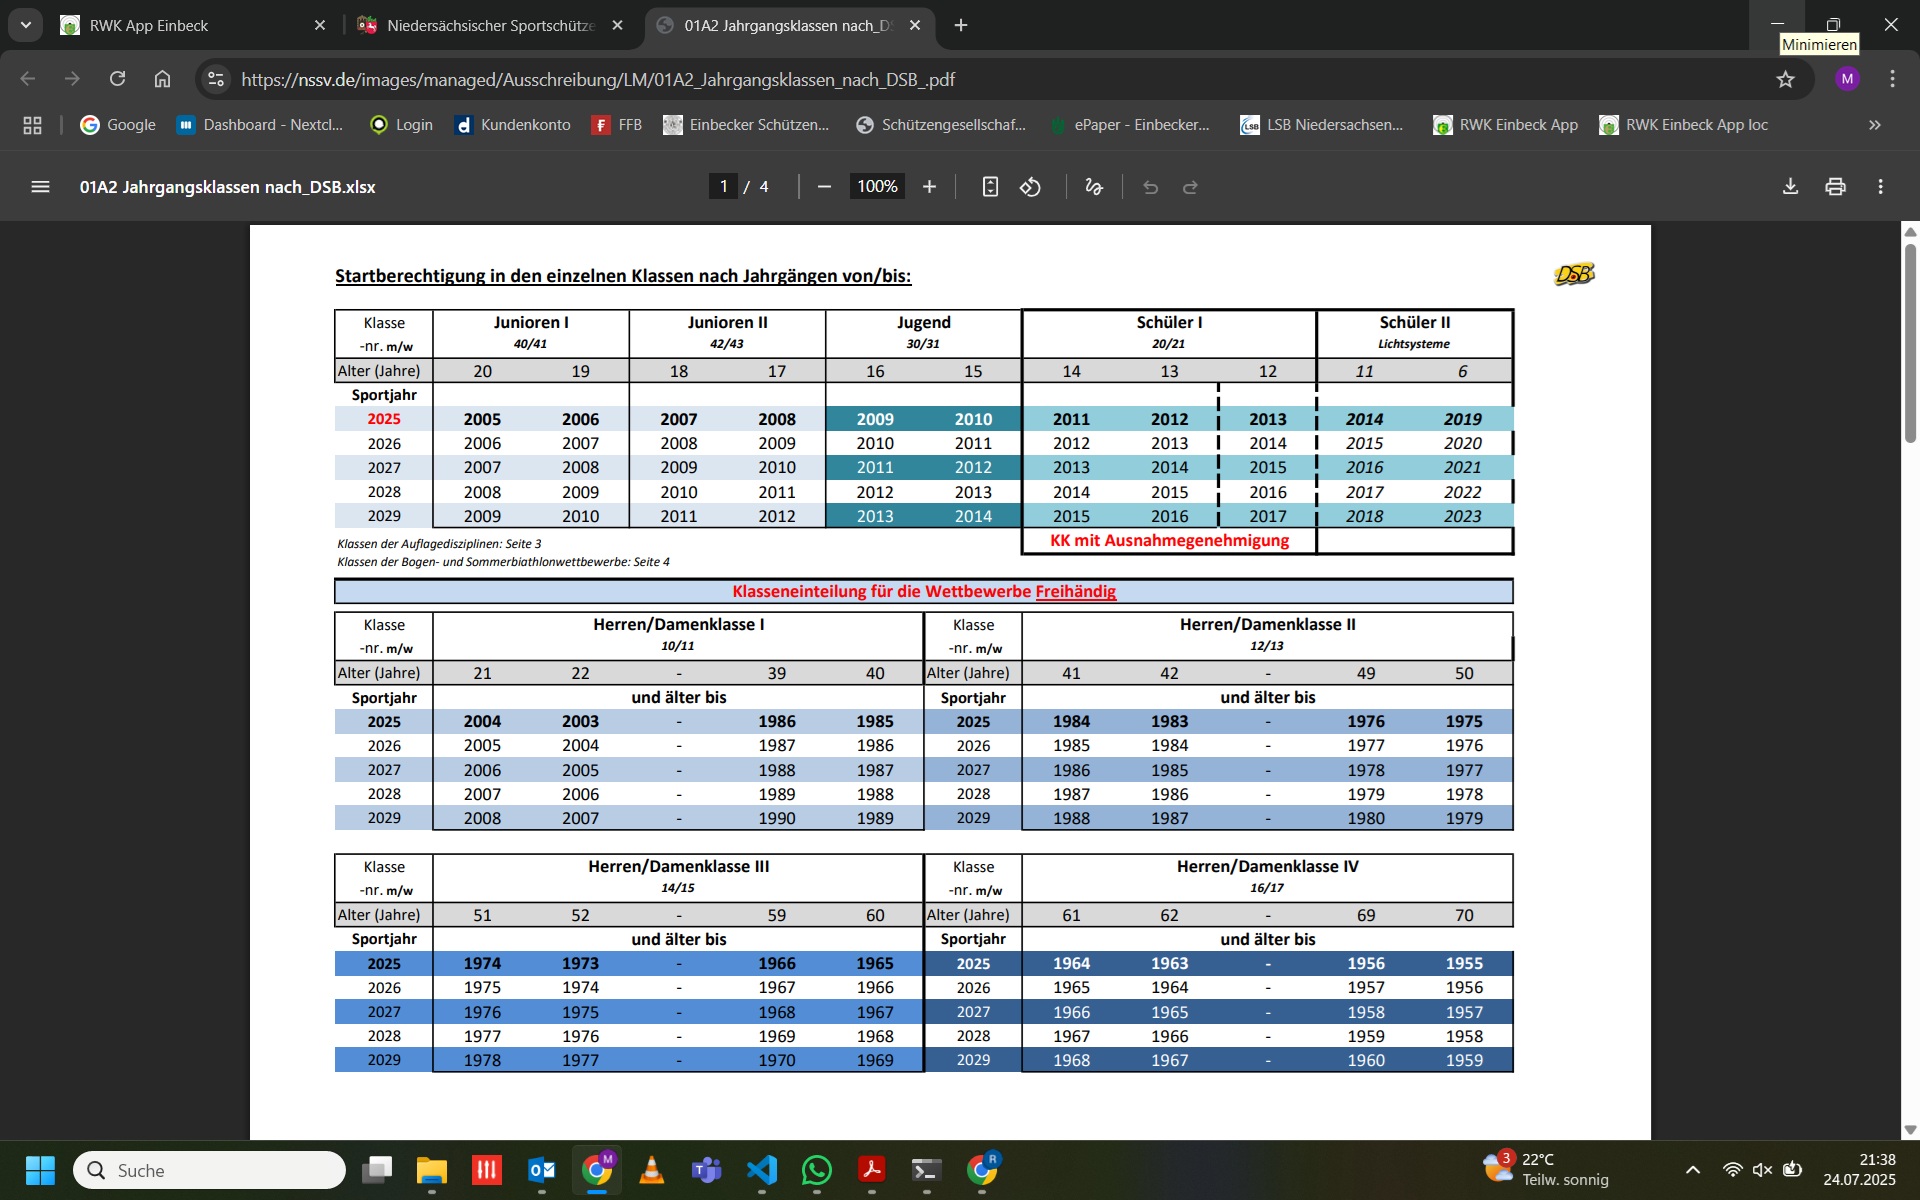 RWK App Einbeck
Niedersächsischer Sportschütze
01A2 Jahrgangsklassen nach_DS
Minimieren
https://nssv.de/images/managed/Ausschreibung/LM/01A2_Jahrgangsklassen_nach_DSB_.pdf
M
Google Dashboard - Nextcl... Login Kundenkonto FFB Einbecker Schützen... Schützengesellschaf... ePaper - Einbecker... LSB Niedersachsen... RWK Einbeck App RWK Einbeck App loc
01A2 Jahrgangsklassen nach_DSB.xlsx 1 / 4 100%
Startberechtigung in den einzelnen Klassen nach Jahrgängen von/bis: DSB
Klasse Junioren I Junioren II Jugend Schüler I Schüler II
-nr. m/w 40/41 42/43 30/31 20/21 Lichtsysteme
Alter (Jahre) 20 19 18 17 16 15 14 13 12 11 6
Sportjahr
2025 2005 2006 2007 2008 2009 2010 2011 2012 2013 2014 2019
2026 2006 2007 2008 2009 2010 2011 2012 2013 2014 2015 2020
2027 2007 2008 2009 2010 2011 2012 2013 2014 2015 2016 2021
2028 2008 2009 2010 2011 2012 2013 2014 2015 2016 2017 2022
2029 2009 2010 2011 2012 2013 2014 2015 2016 2017 2018 2023
Klassen der Auflagedisziplinen: Seite 3 KK mit Ausnahmegenehmigung
Klassen der Bogen- und Sommerbiathlonwettbewerbe: Seite 4
Klasseneinteilung für die Wettbewerbe Freihändig
Klasse Herren/Damenklasse I Klasse Herren/Damenklasse II
-nr. m/w 10/11 -nr. m/w 12/13
Alter (Jahre) 21 22 - 39 40 Alter (Jahre) 41 42 - 49 50
Sportjahr und älter bis Sportjahr und älter bis
2025 2004 2003 - 1986 1985 2025 1984 1983 - 1976 1975
2026 2005 2004 - 1987 1986 2026 1985 1984 - 1977 1976
2027 2006 2005 - 1988 1987 2027 1986 1985 - 1978 1977
2028 2007 2006 - 1989 1988 2028 1987 1986 - 1979 1978
2029 2008 2007 - 1990 1989 2029 1988 1987 - 1980 1979
Klasse Herren/Damenklasse III Klasse Herren/Damenklasse IV
-nr. m/w 14/15 -nr. m/w 16/17
Alter (Jahre) 51 52 - 59 60 Alter (Jahre) 61 62 - 69 70
Sportjahr und älter bis Sportjahr und älter bis
2025 1974 1973 - 1966 1965 2025 1964 1963 - 1956 1955
2026 1975 1974 - 1967 1966 2026 1965 1964 - 1957 1956
2027 1976 1975 - 1968 1967 2027 1966 1965 - 1958 1957
2028 1977 1976 - 1969 1968 2028 1967 1966 - 1959 1958
2029 1978 1977 - 1970 1969 2029 1968 1967 - 1960 1959
Suche
M
R
3
22°C
Teilw. sonnig
21:38
24.07.2025